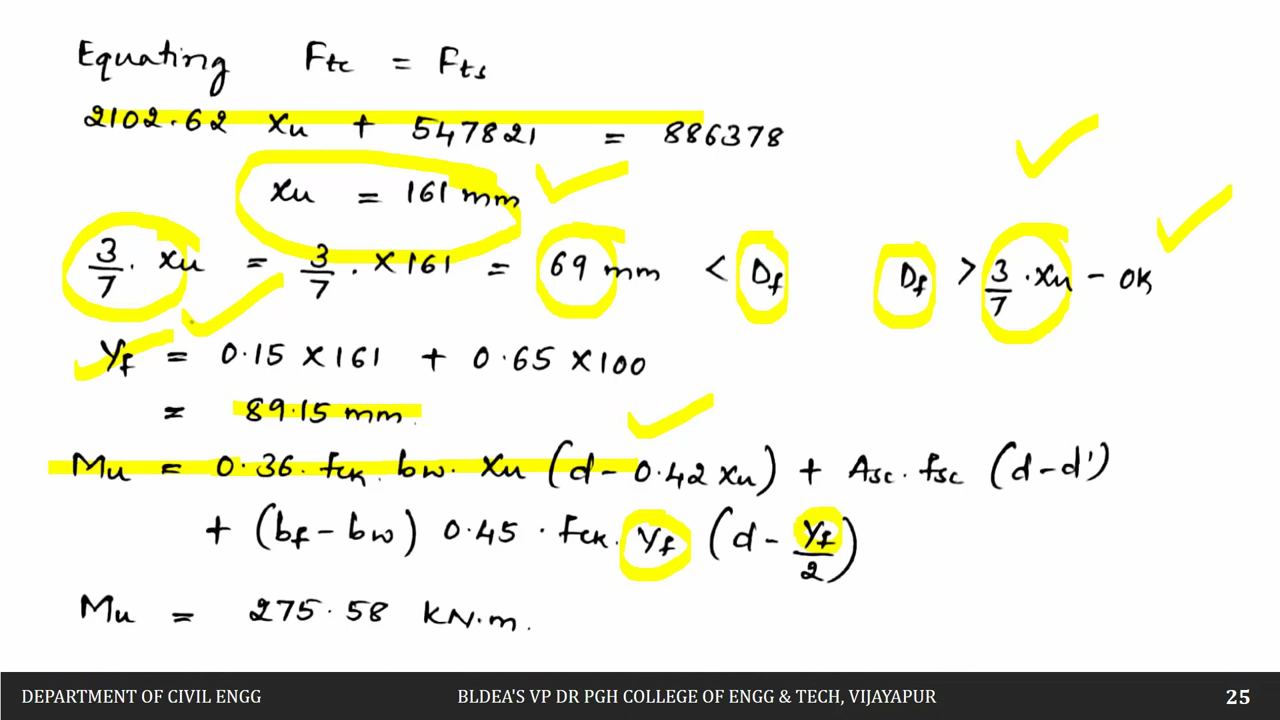 Equating Ftc = Fts
2102.62 xu + 547821 = 886378
xu = 161 mm
3/7 . xu = 3/7 . × 161 = 69 mm < Df Df > 3/7 . xu - OK
Yf = 0.15 × 161 + 0.65 × 100
= 89.15 mm.
Mu = 0.36. fck. bw. xu (d - 0.42 xu) + Asc. fsc (d - d')
+ (bf - bw) 0.45 . fck. Yf (d - Yf/2)
Mu = 275.58 kN.m.
DEPARTMENT OF CIVIL ENGG BLDEA'S VP DR PGH COLLEGE OF ENGG & TECH, VIJAYAPUR 25